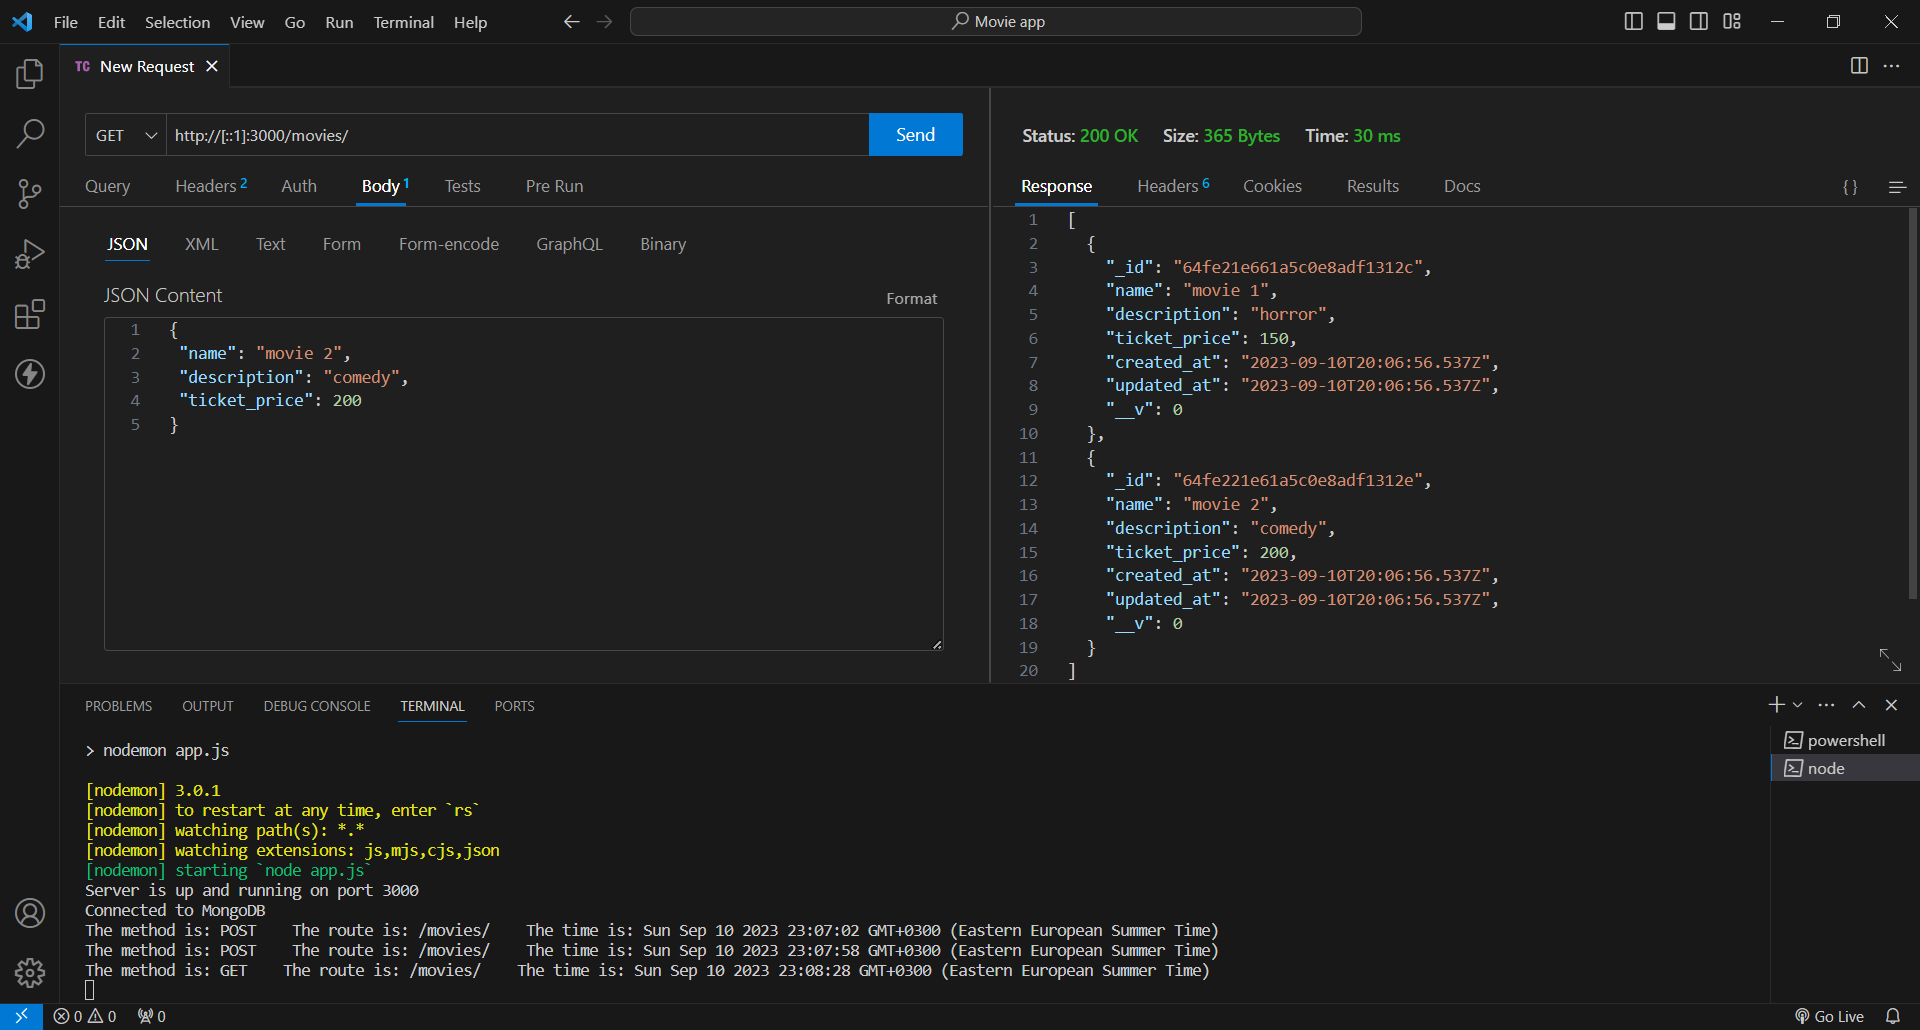 File Edit Selection View Go Run Terminal Help
Movie app
TC New Request
GET http://[::1]:3000/movies/ Send
Query Headers 2 Auth Body 1 Tests Pre Run
JSON XML Text Form Form-encode GraphQL Binary
JSON Content
Format
1 {
2 "name": "movie 2",
3 "description": "comedy",
4 "ticket_price": 200
5 }
Status: 200 OK Size: 365 Bytes Time: 30 ms
Response Headers 6 Cookies Results Docs {}
1 [
2 {
3 "_id": "64fe21e661a5c0e8adf1312c",
4 "name": "movie 1",
5 "description": "horror",
6 "ticket_price": 150,
7 "created_at": "2023-09-10T20:06:56.537Z",
8 "updated_at": "2023-09-10T20:06:56.537Z",
9 "__v": 0
10 },
11 {
12 "_id": "64fe221e61a5c0e8adf1312e",
13 "name": "movie 2",
14 "description": "comedy",
15 "ticket_price": 200,
16 "created_at": "2023-09-10T20:06:56.537Z",
17 "updated_at": "2023-09-10T20:06:56.537Z",
18 "__v": 0
19 }
20 ]
PROBLEMS OUTPUT DEBUG CONSOLE TERMINAL PORTS
> nodemon app.js
[nodemon] 3.0.1
[nodemon] to restart at any time, enter `rs`
[nodemon] watching path(s): *.*
[nodemon] watching extensions: js,mjs,cjs,json
[nodemon] starting `node app.js`
Server is up and running on port 3000
Connected to MongoDB
The method is: POST The route is: /movies/ The time is: Sun Sep 10 2023 23:07:02 GMT+0300 (Eastern European Summer Time)
The method is: POST The route is: /movies/ The time is: Sun Sep 10 2023 23:07:58 GMT+0300 (Eastern European Summer Time)
The method is: GET The route is: /movies/ The time is: Sun Sep 10 2023 23:08:28 GMT+0300 (Eastern European Summer Time)
powershell
node
0 0 0
Go Live